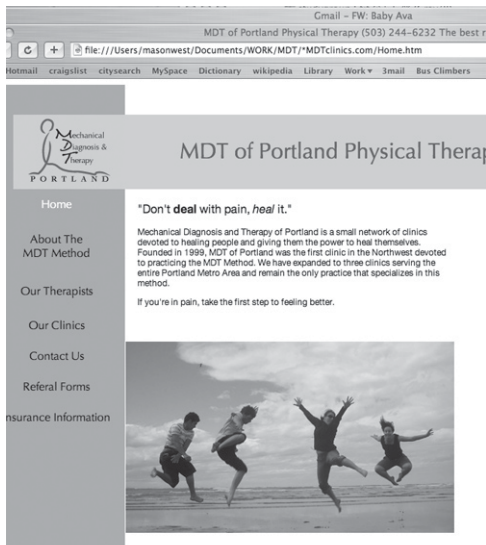 Gmail – FW: Baby Ava
MDT of Portland Physical Therapy (503) 244-6232 The best r
file:///Users/masonwest/Documents/WORK/MDT/*MDTclinics.com/Home.htm
Hotmail craigslist citysearch MySpace Dictionary wikipedia Library Work 3mail Bus Climbers
Mechanical
Diagnosis &
Therapy
PORTLAND
MDT of Portland Physical Therap
Home
About The
MDT Method
Our Therapists
Our Clinics
Contact Us
Referal Forms
nsurance Information
"Don't deal with pain, heal it."
Mechanical Diagnosis and Therapy of Portland is a small network of clinics
devoted to healing people and giving them the power to heal themselves.
Founded in 1999, MDT of Portland was the first clinic in the Northwest devoted
to practicing the MDT Method. We have expanded to three clinics serving the
entire Portland Metro Area and remain the only practice that specializes in this
method.
If you're in pain, take the first step to feeling better.